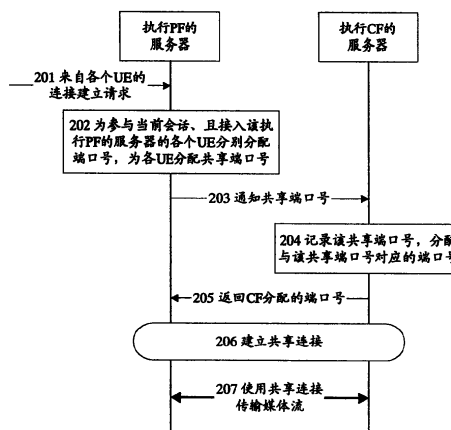 执行PF的
服务器
执行CF的
服务器
201 来自各个UE的
连接建立请求
202 为参与当前会话、且接入该执
行PF的服务器的各个UE分别分配
端口号，为各UE分配共享端口号
203 通知共享端口号
204 记录该共享端口号，分配
与该共享端口号对应的端口号
205 返回CF分配的端口号
206 建立共享连接
207 使用共享连接
传输媒体流